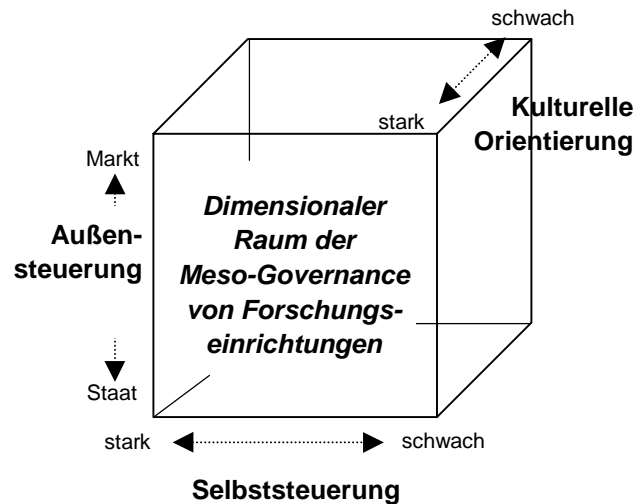 schwach
Kulturelle
Orientierung
stark
Markt
Außen-
steuerung
Staat
Dimensionaler
Raum der
Meso-Governance
von Forschungs-
einrichtungen
stark
schwach
Selbststeuerung